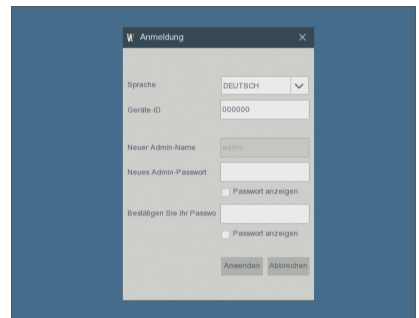 W Anmeldung
Sprache DEUTSCH
Geräte-ID 000000
Neuer Admin-Name admin
Neues Admin-Passwort
Passwort anzeigen
Bestätigen Sie Ihr Passwo
Passwort anzeigen
Anwenden Abbrechen